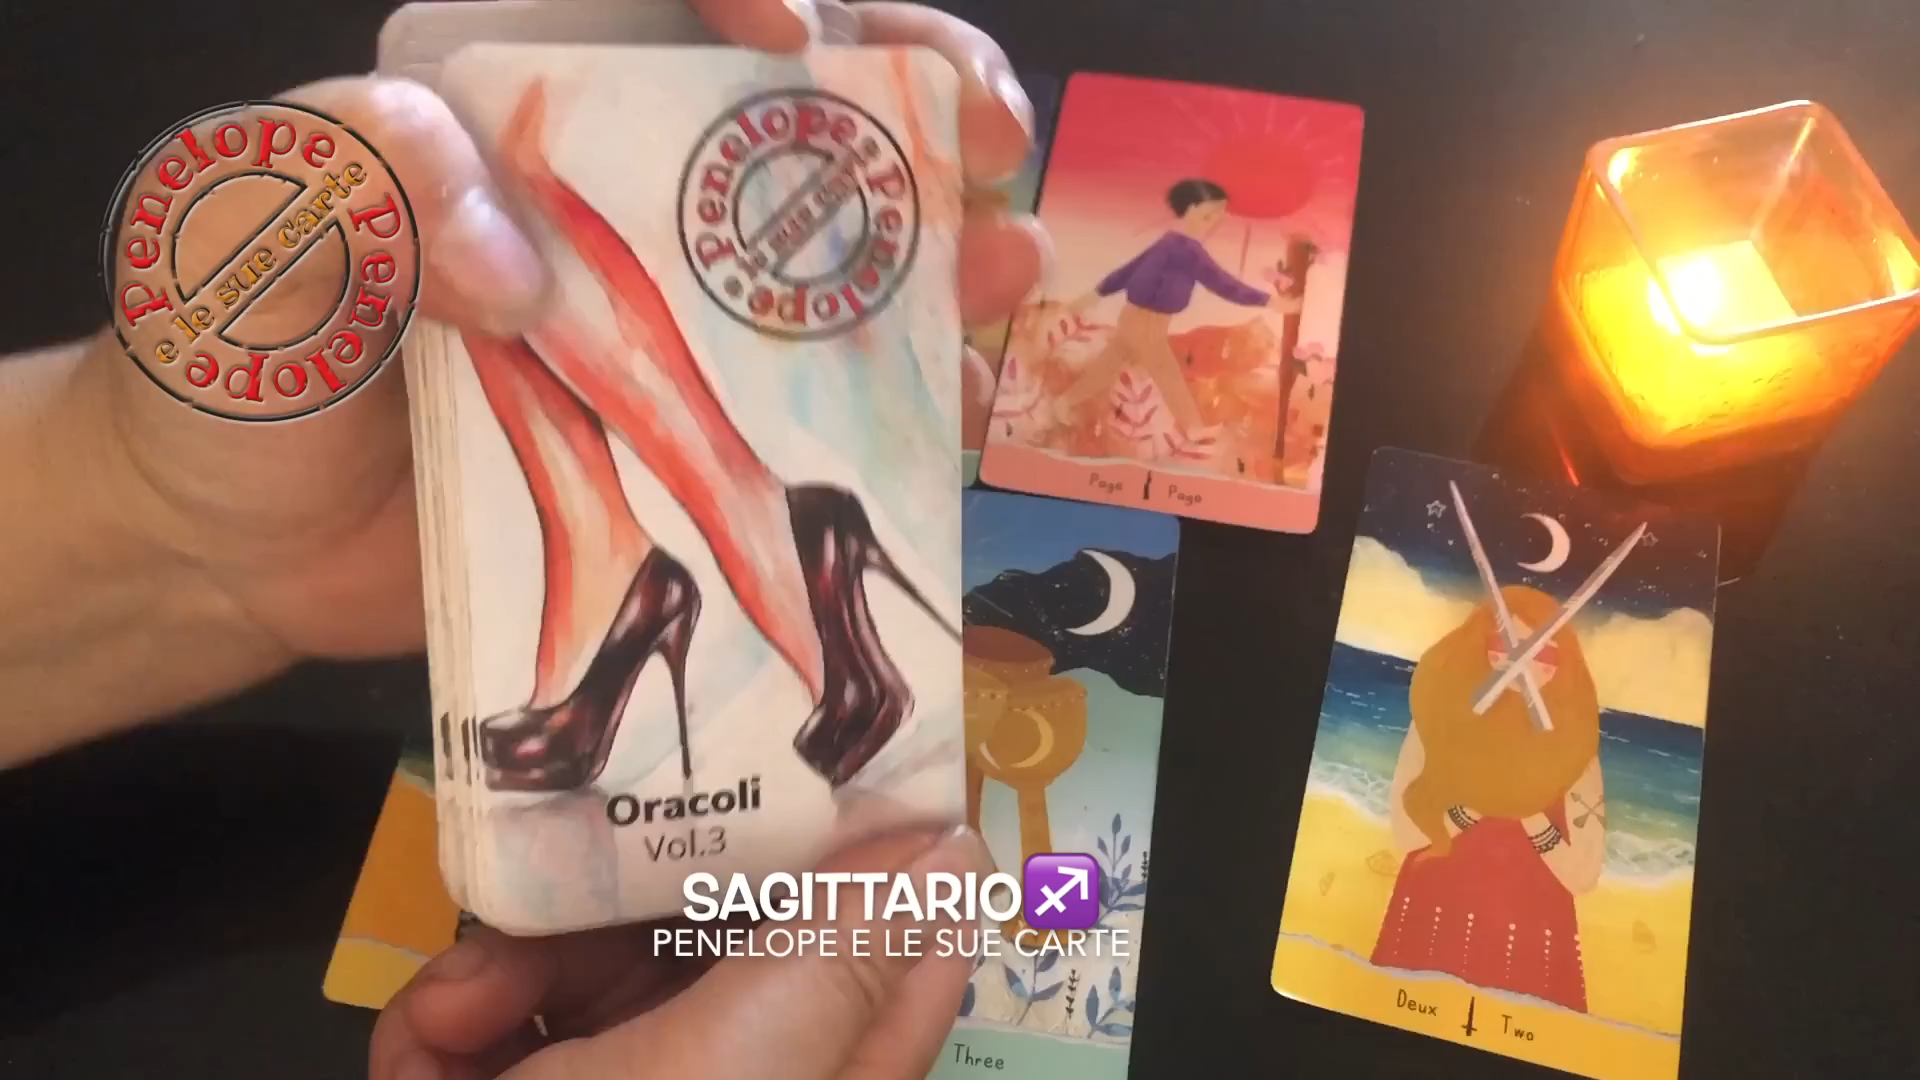 Penelope Penelope
e le sue carte
Penelope Penelope
e le sue carte
Page Page
Oracoli
Vol.3
SAGITTARIO♐
PENELOPE E LE SUE CARTE
Deux Two
Three